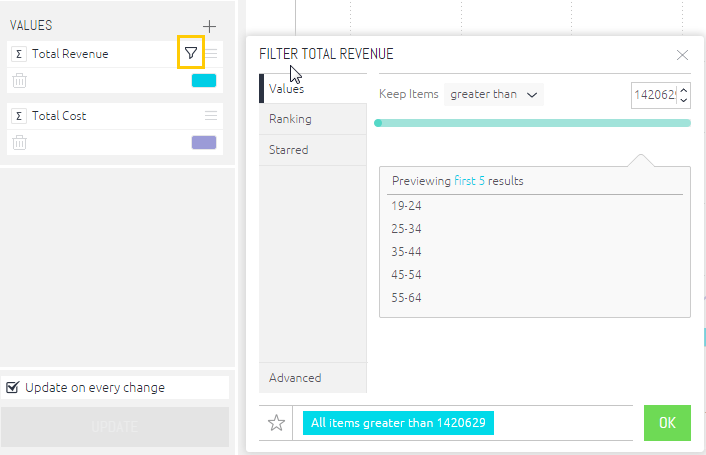 VALUES
Σ Total Revenue
Σ Total Cost
Update on every change
UPDATE
FILTER TOTAL REVENUE
Values
Ranking
Starred
Advanced
Keep Items greater than 1420629
Previewing first 5 results
19-24
25-34
35-44
45-54
55-64
All items greater than 1420629
OK